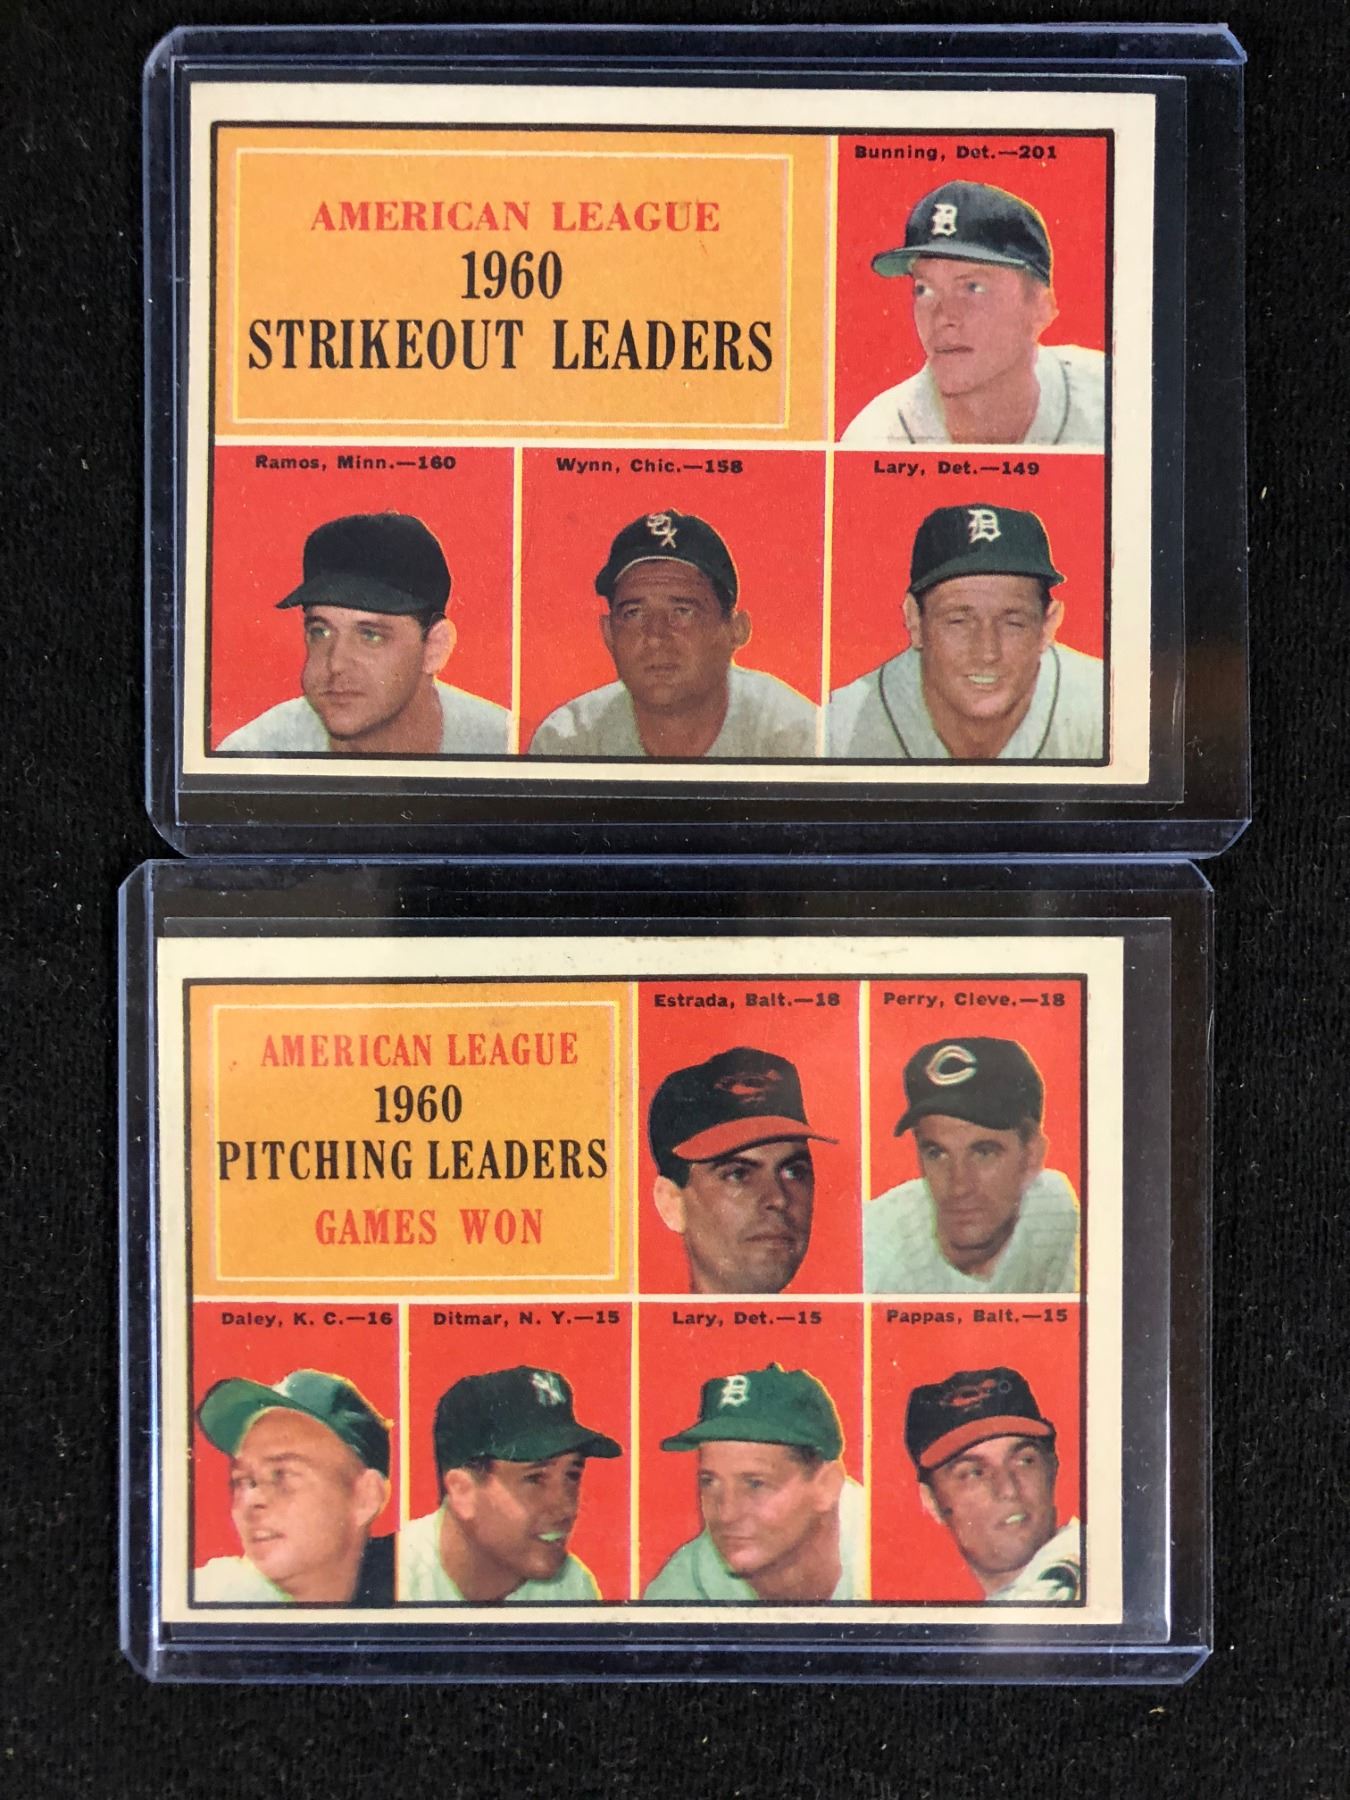 AMERICAN LEAGUE
1960
STRIKEOUT LEADERS
Bunning, Det.—201
D
Ramos, Minn.—160
Wynn, Chic.—158
Lary, Det.—149
SOX
D
AMERICAN LEAGUE
1960
PITCHING LEADERS
GAMES WON
Estrada, Balt.—18
Perry, Cleve.—18
C
Daley, K. C.—16
Ditmar, N. Y.—15
Lary, Det.—15
Pappas, Balt.—15
NY
D